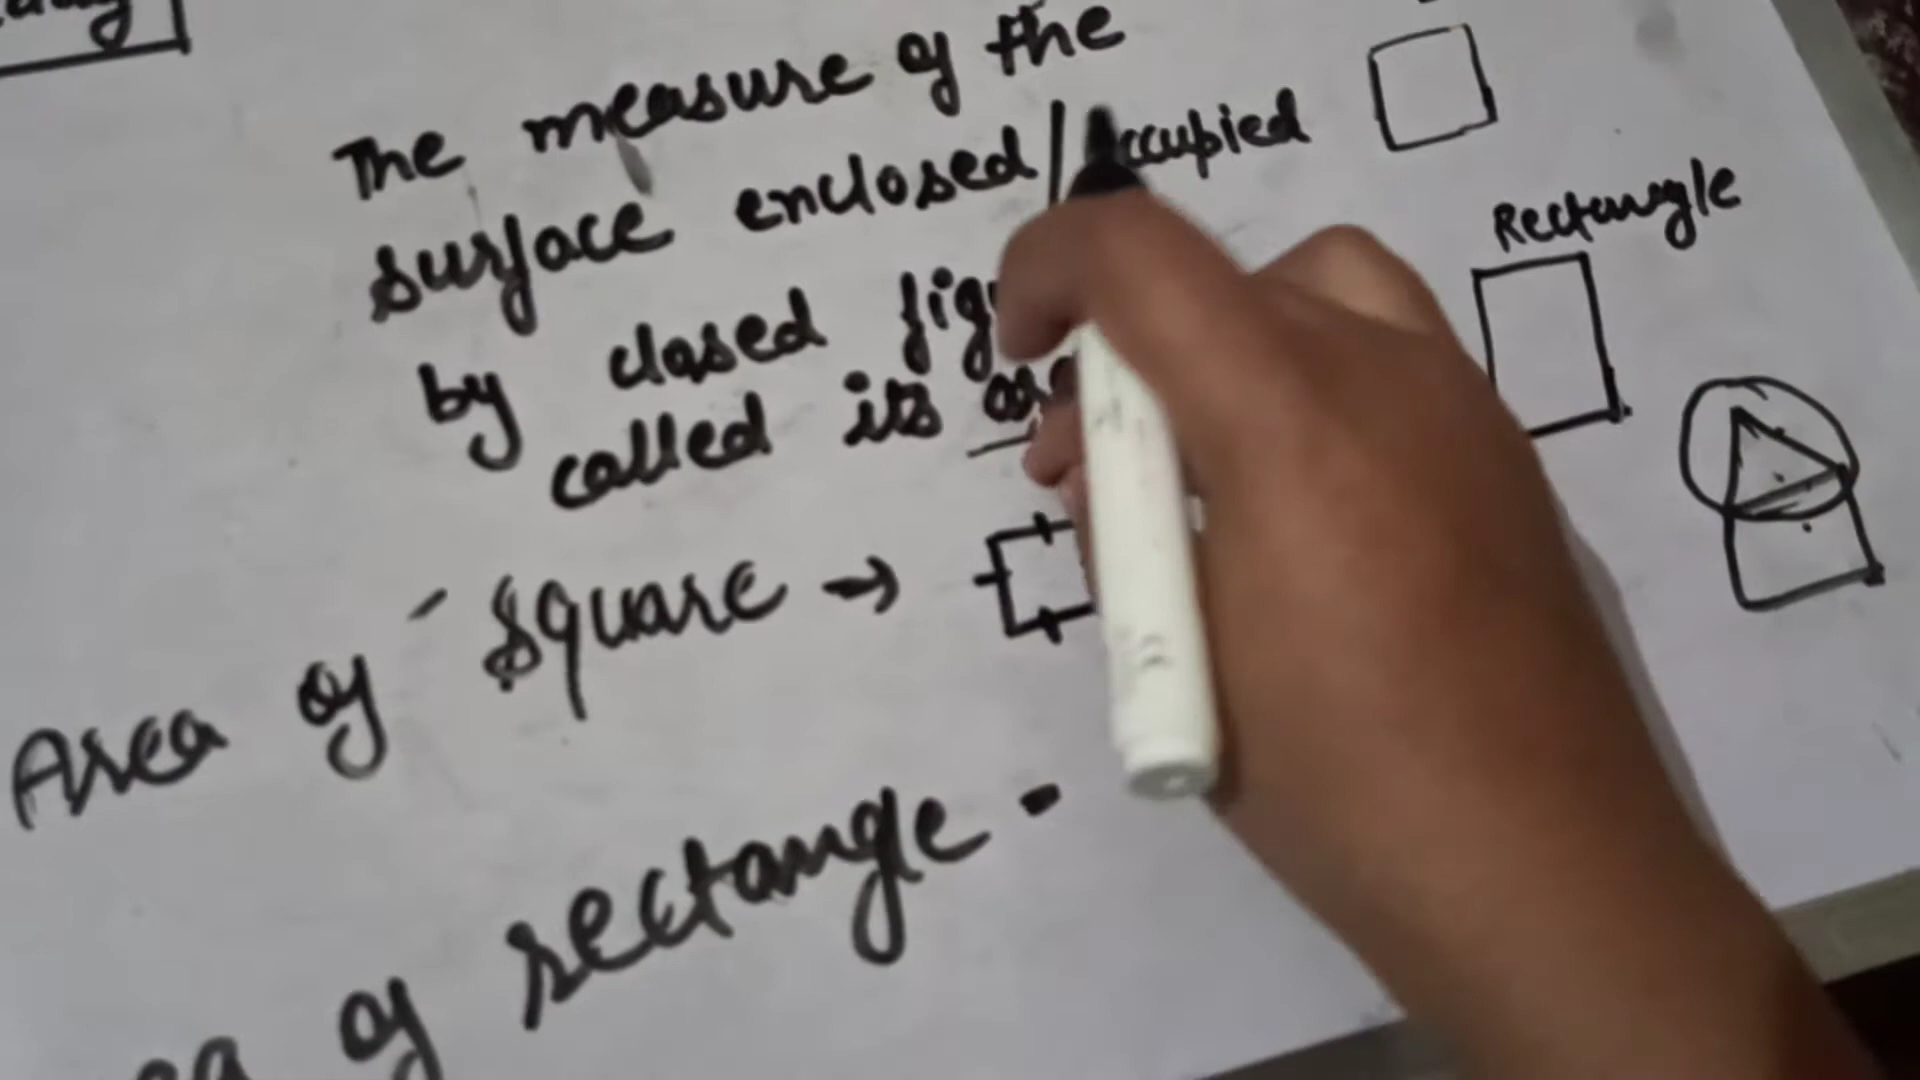 The measure of the
surface enclosed / occupied
Rectangle
by closed
called its
Area of square →
of rectangle -